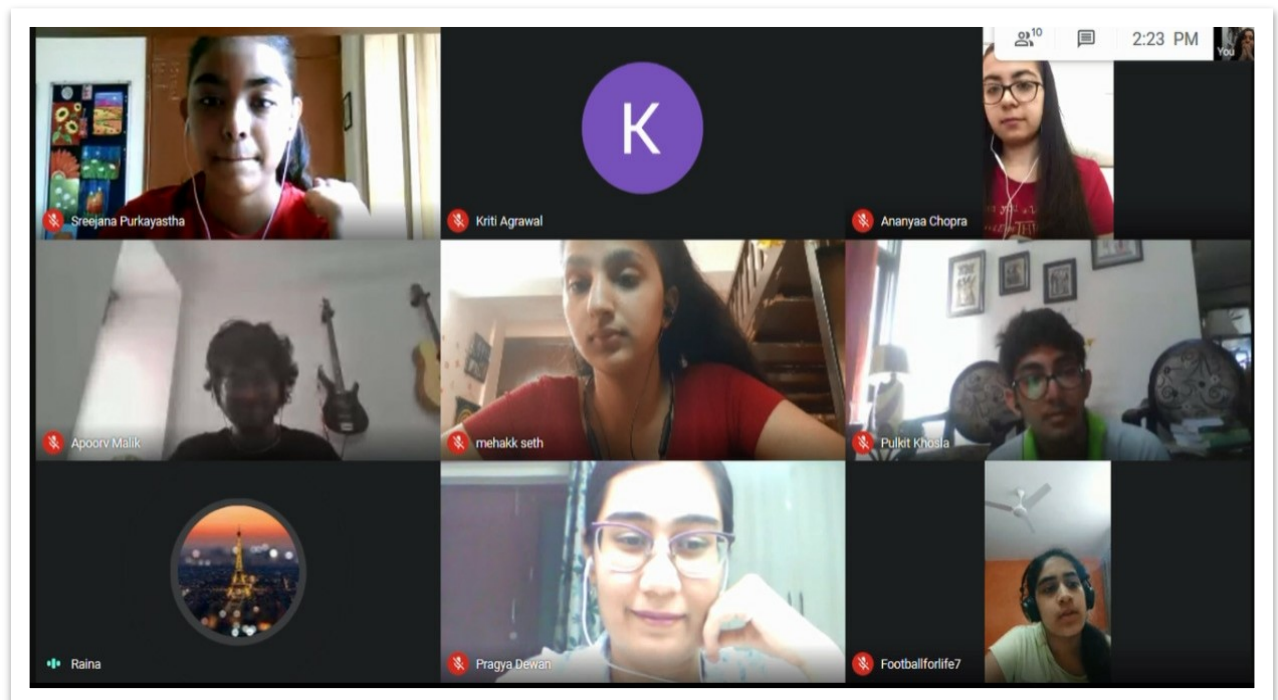 10
2:23 PM
You
K
Sreejana Purkayastha
Kriti Agrawal
Ananyaa Chopra
Apoorv Malik
mehakk seth
Pulkit Khosla
Raina
Pragya Dewan
Footballforlife7